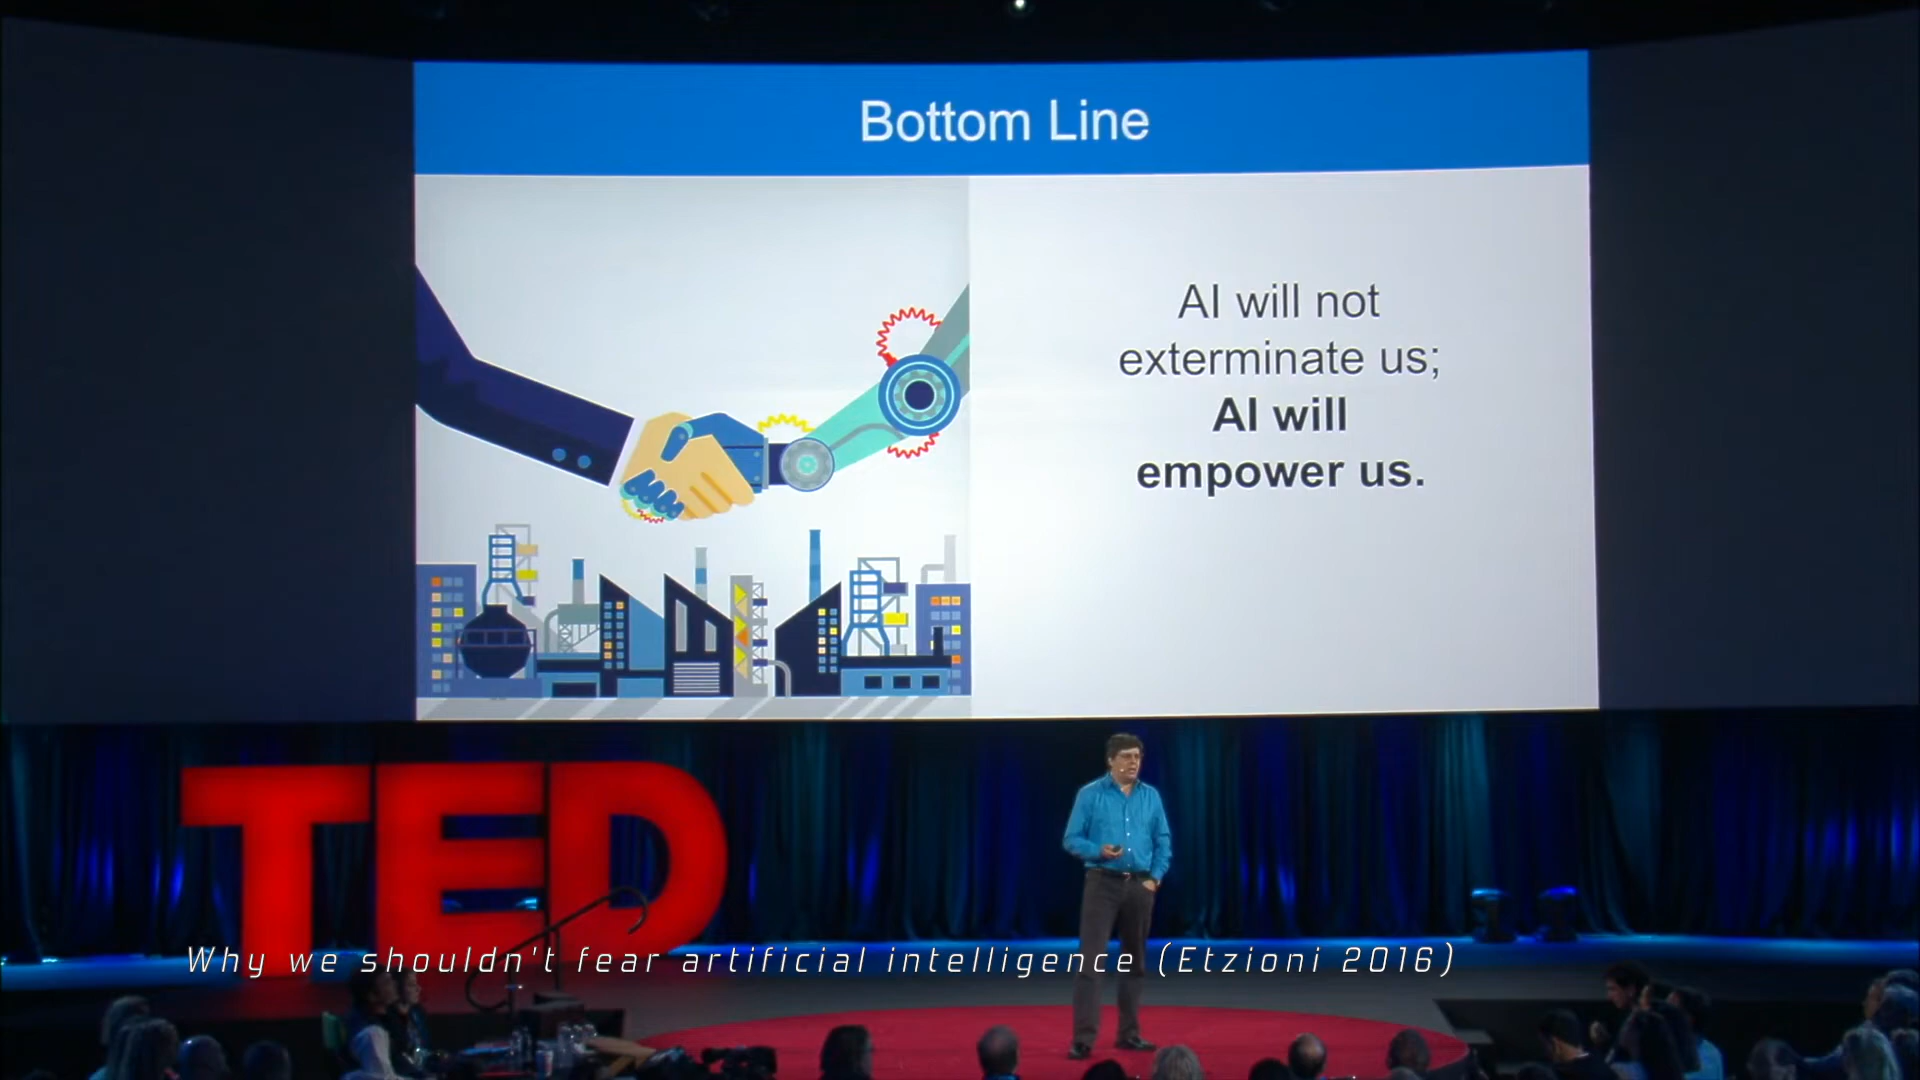 Bottom Line
AI will not
exterminate us;
AI will
empower us.
TED
Why we shouldn't fear artificial intelligence (Etzioni 2016)